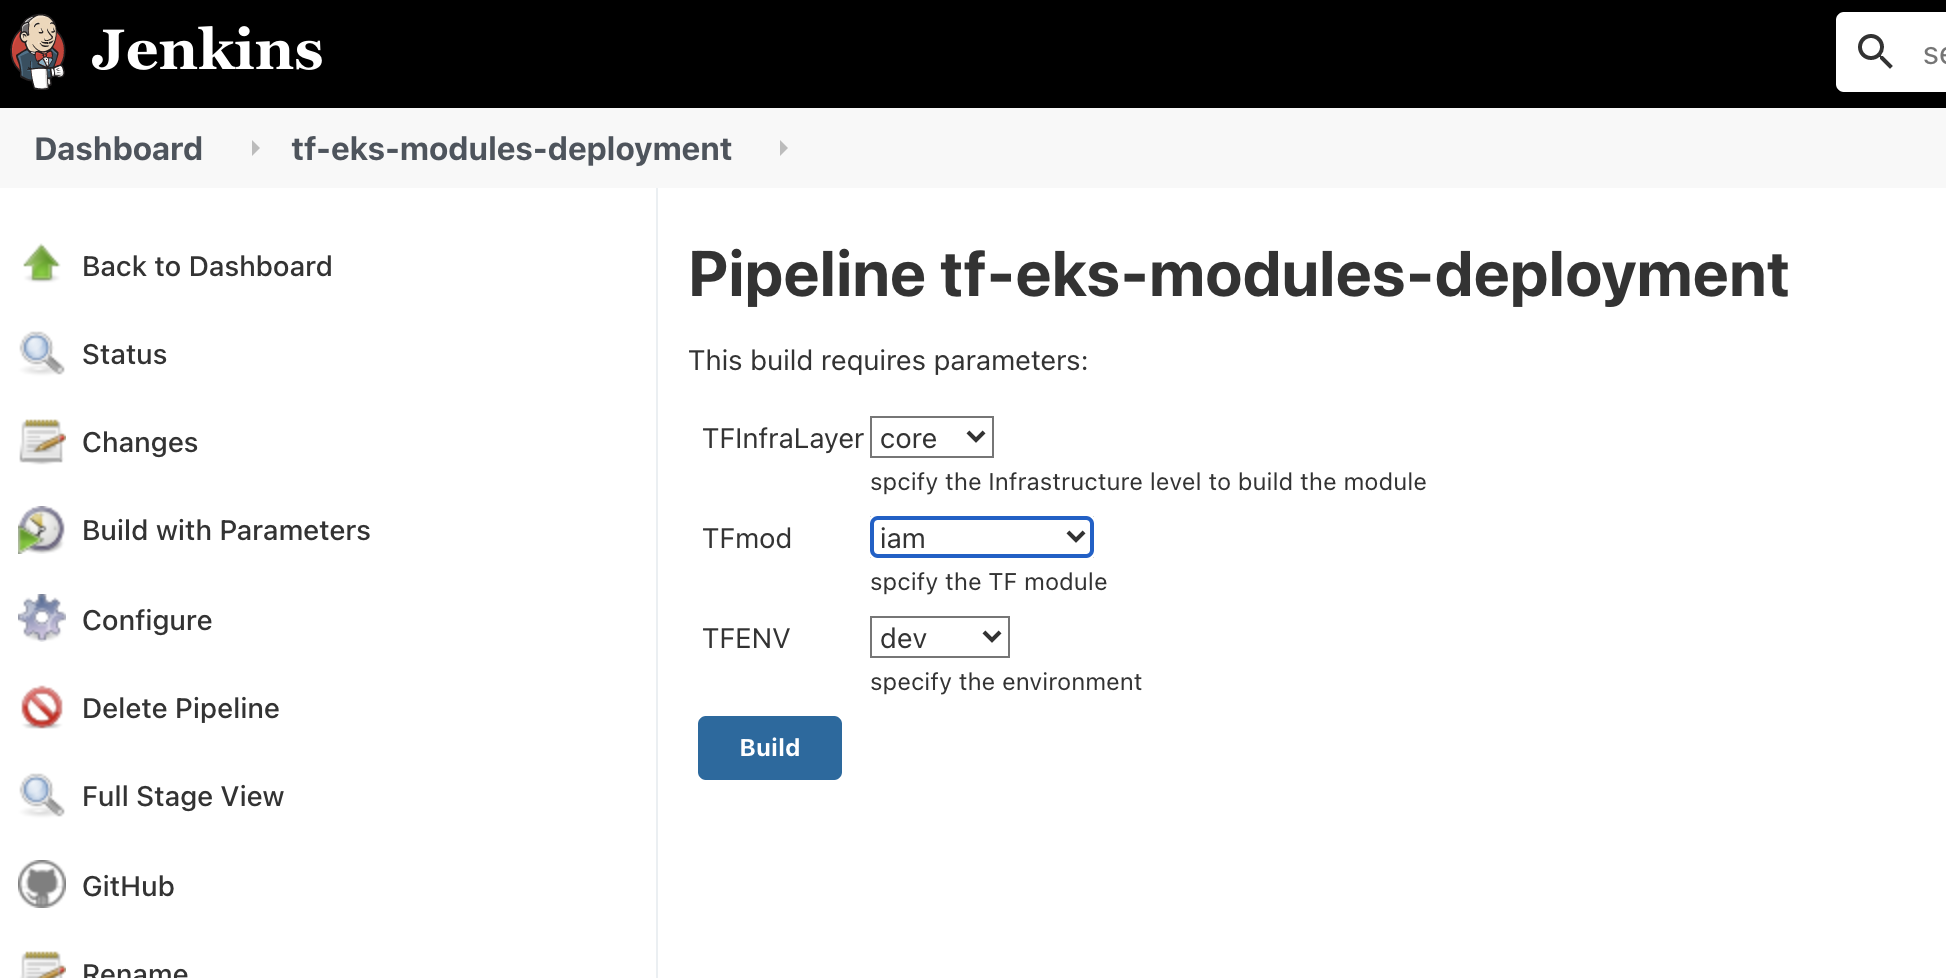 Jenkins
Dashboard tf-eks-modules-deployment
Back to Dashboard
Status
Changes
Build with Parameters
Configure
Delete Pipeline
Full Stage View
GitHub
Rename
Pipeline tf-eks-modules-deployment
This build requires parameters:
TFInfraLayer core
spcify the Infrastructure level to build the module
TFmod iam
spcify the TF module
TFENV dev
specify the environment
Build